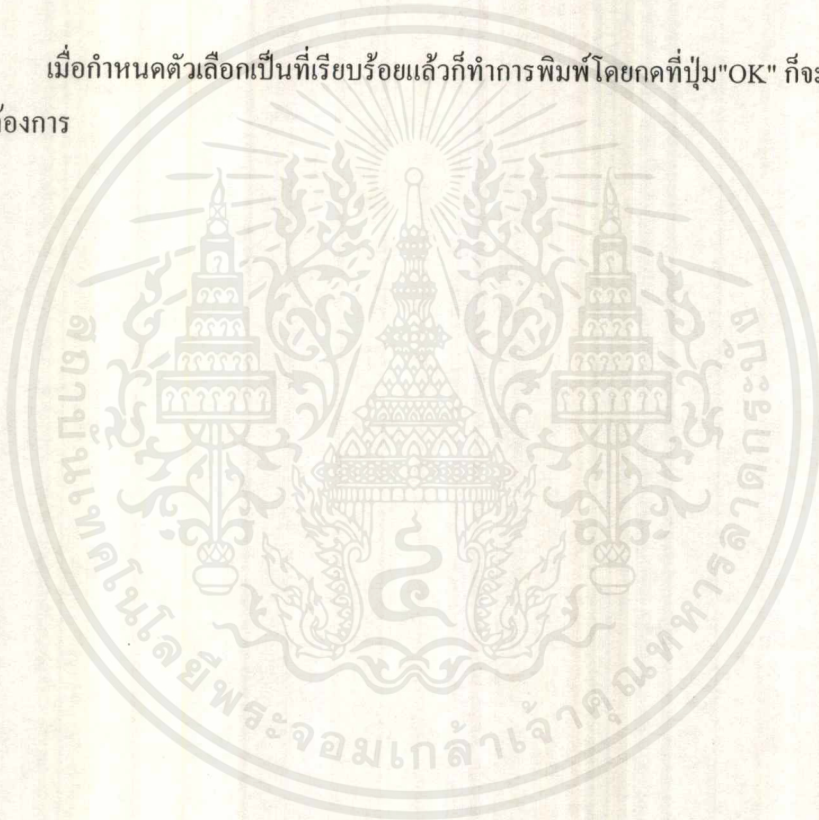 เมื่อกำหนดตัวเลือกเป็นที่เรียบร้อยแล้วก็ทำการพิมพ์โดยกดที่ปุ่ม"OK" ก็จะ
้องการ
สถาบันเทคโนโลยีพระจอมเกล้าเจ้าคุณทหารลาดกระบัง
๔